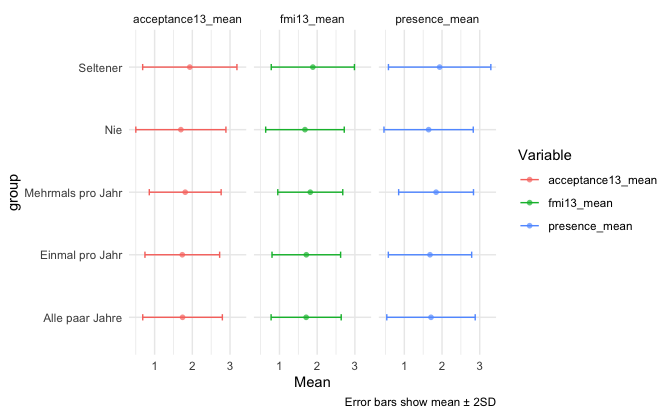 acceptance13_mean fmi13_mean presence_mean
Seltener
Nie
Mehrmals pro Jahr
Einmal pro Jahr
Alle paar Jahre
group
1 2 3 1 2 3 1 2 3
Mean
Error bars show mean ± 2SD
Variable
acceptance13_mean
fmi13_mean
presence_mean